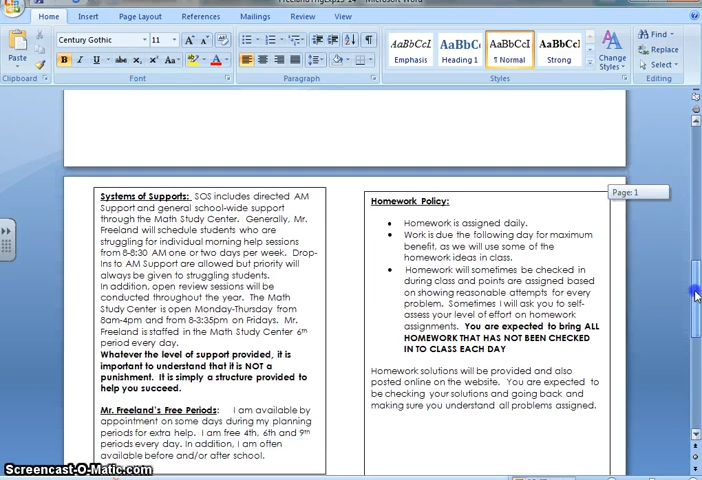 Microsoft Word
Home Insert Page Layout References Mailings Review View
Century Gothic 11
Paste
Clipboard Font Paragraph Styles Editing
AaBbCcI AaBbCc AaBbCcI AaBbCc
Emphasis Heading 1 ¶ Normal Strong
Change Styles
Find
Replace
Select
Page: 1
Systems of Supports: SOS includes directed AM
Support and general school-wide support
through the Math Study Center. Generally, Mr.
Freeland will schedule students who are
struggling for individual morning help sessions
from 8-8:30 AM one or two days per week. Drop-
Ins to AM Support are allowed but priority will
always be given to struggling students.
In addition, open review sessions will be
conducted throughout the year. The Math
Study Center is open Monday-Thursday from
8am-4pm and from 8-3:35pm on Fridays. Mr.
Freeland is staffed in the Math Study Center 6th
period every day.
Whatever the level of support provided, it is
important to understand that it is NOT a
punishment. It is simply a structure provided to
help you succeed.
Mr. Freeland's Free Periods: I am available by
appointment on some days during my planning
periods for extra help. I am free 4th, 6th and 9th
periods every day. In addition, I am often
available before and/or after school.
Homework Policy:
• Homework is assigned daily.
• Work is due the following day for maximum
benefit, as we will use some of the
homework ideas in class.
• Homework will sometimes be checked in
during class and points are assigned based
on showing reasonable attempts for every
problem. Sometimes I will ask you to self-
assess your level of effort on homework
assignments. You are expected to bring ALL
HOMEWORK THAT HAS NOT BEEN CHECKED
IN TO CLASS EACH DAY
Homework solutions will be provided and also
posted online on the website. You are expected to
be checking your solutions and going back and
making sure you understand all problems assigned.
Screencast-O-Matic.com